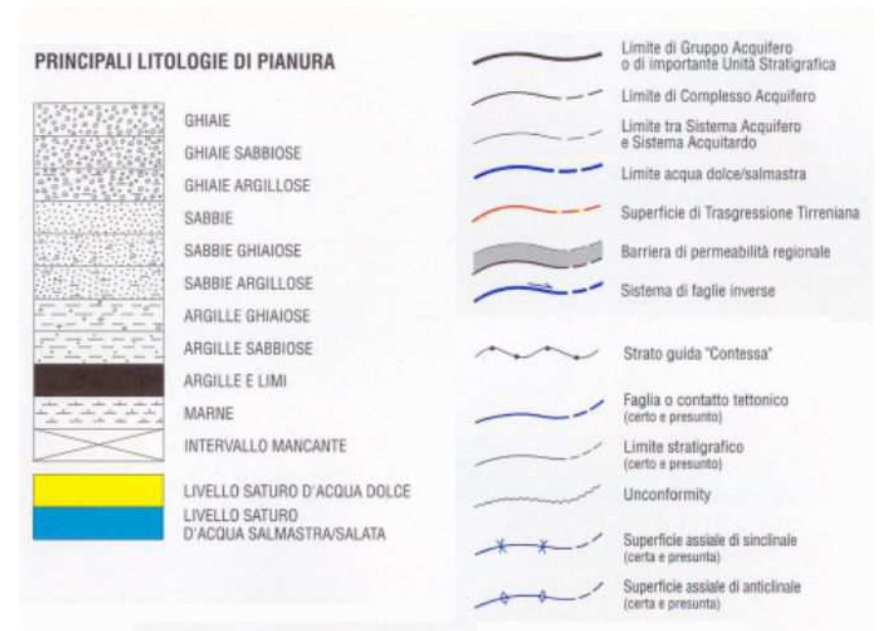 PRINCIPALI LITOLOGIE DI PIANURA
GHIAIE
GHIAIE SABBIOSE
GHIAIE ARGILLOSE
SABBIE
SABBIE GHIAIOSE
SABBIE ARGILLOSE
ARGILLE GHIAIOSE
ARGILLE SABBIOSE
ARGILLE E LIMI
MARNE
INTERVALLO MANCANTE
LIVELLO SATURO D'ACQUA DOLCE
LIVELLO SATURO
D'ACQUA SALMASTRA/SALATA
Limite di Gruppo Acquifero
o di importante Unità Stratigrafica
Limite di Complesso Acquifero
Limite tra Sistema Acquifero
e Sistema Acquitardo
Limite acqua dolce/salmastra
Superficie di Trasgressione Tirreniana
Barriera di permeabilità regionale
Sistema di faglie inverse
Strato guida "Contessa"
Faglia o contatto tettonico
(certo e presunto)
Limite stratigrafico
(certo e presunto)
Unconformity
Superficie assiale di sinclinale
(certa e presunta)
Superficie assiale di anticlinale
(certa e presunta)